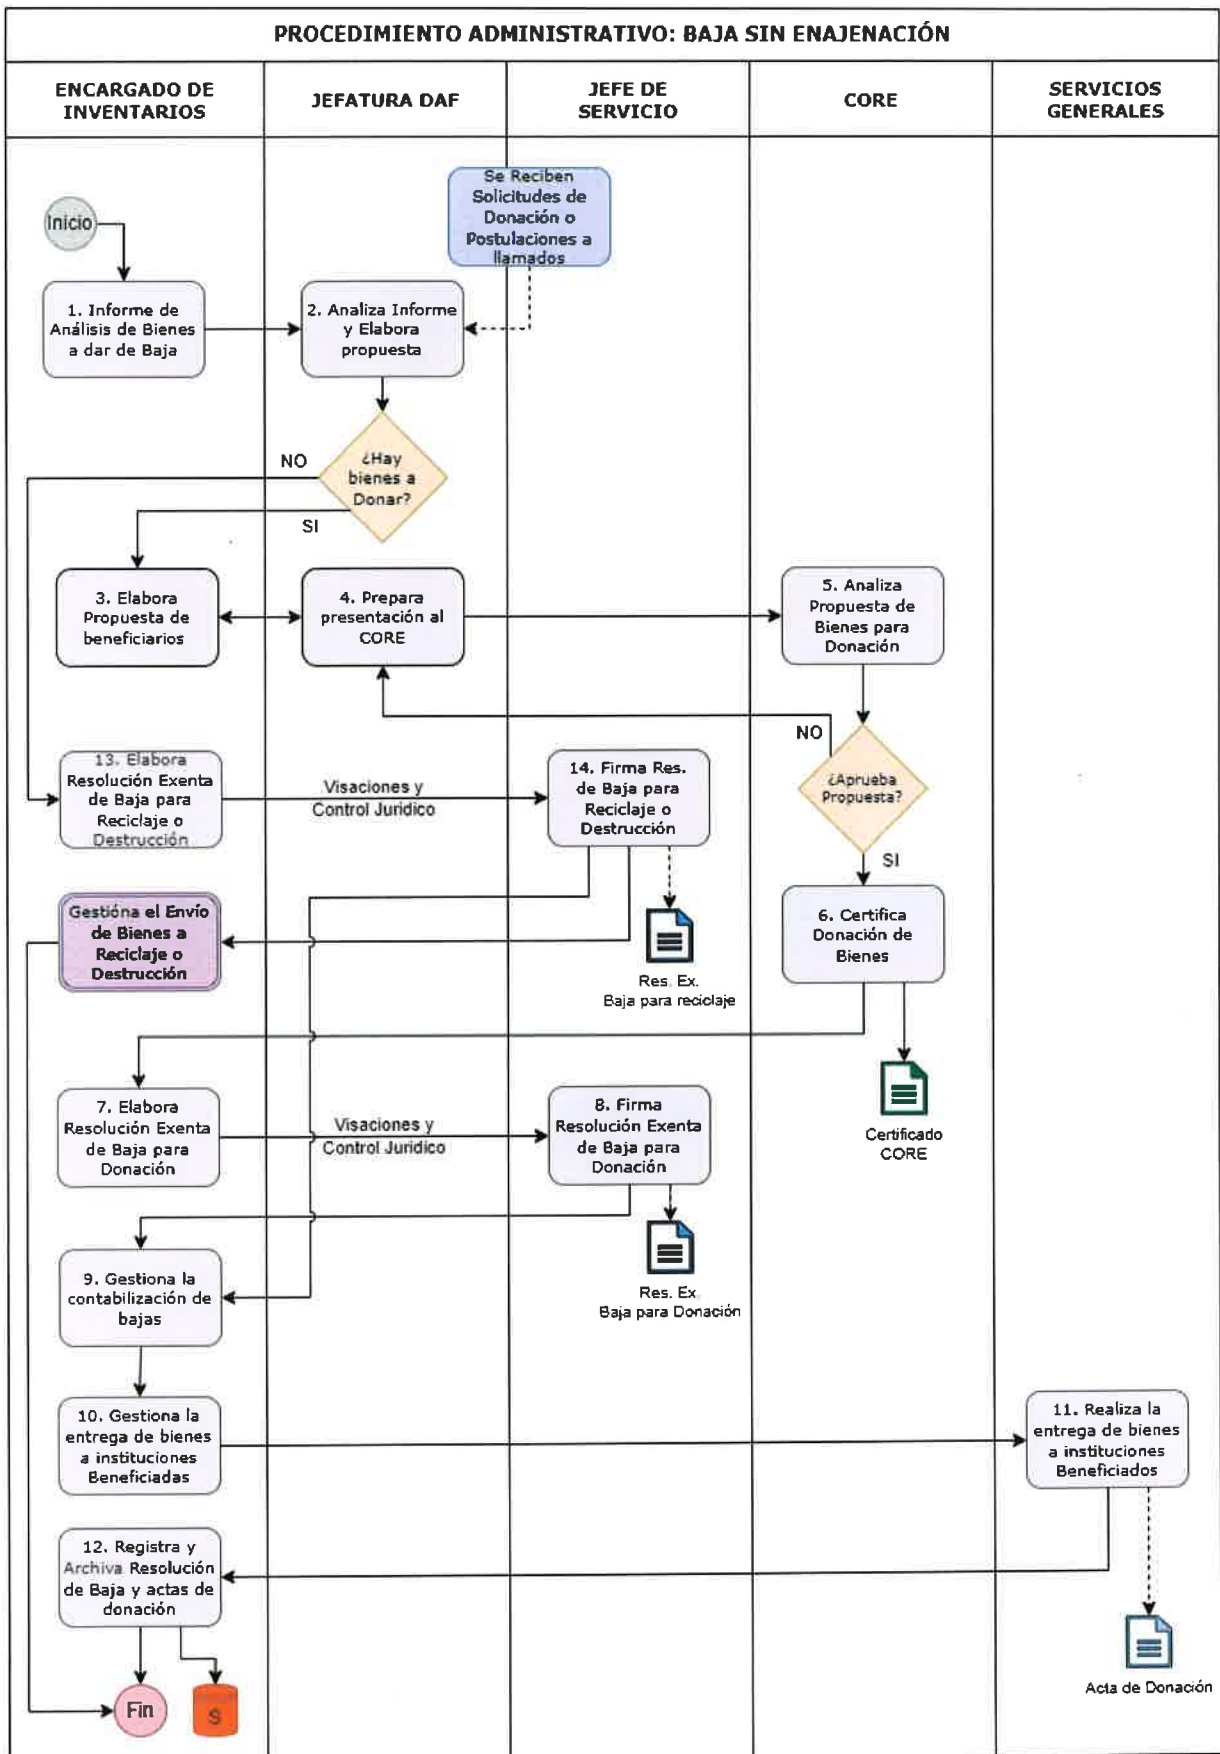 PROCEDIMIENTO ADMINISTRATIVO: BAJA SIN ENAJENACIÓN
ENCARGADO DE
INVENTARIOS
JEFATURA DAF
JEFE DE
SERVICIO
CORE
SERVICIOS
GENERALES
Se Reciben
Solicitudes de
Donación o
Postulaciones a
llamados
Inicio
1. Informe de
Análisis de Bienes
a dar de Baja
2. Analiza Informe
y Elabora
propuesta
¿Hay
bienes a
Donar?
NO
SI
3. Elabora
Propuesta de
beneficiarios
4. Prepara
presentación al
CORE
5. Analiza
Propuesta de
Bienes para
Donación
NO
¿Aprueba
Propuesta?
SI
13. Elabora
Resolución Exenta
de Baja para
Reciclaje o
Destrucción
Visaciones y
Control Juridico
14. Firma Res.
de Baja para
Reciclaje o
Destrucción
Gestióna el Envío
de Bienes a
Reciclaje o
Destrucción
Res. Ex.
Baja para reciclaje
6. Certifica
Donación de
Bienes
7. Elabora
Resolución Exenta
de Baja para
Donación
Visaciones y
Control Juridico
8. Firma
Resolución Exenta
de Baja para
Donación
Certificado
CORE
9. Gestiona la
contabilización de
bajas
Res. Ex.
Baja para Donación
10. Gestiona la
entrega de bienes
a instituciones
Beneficiadas
11. Realiza la
entrega de bienes
a instituciones
Beneficiados
12. Registra y
Archiva Resolución
de Baja y actas de
donación
Acta de Donación
Fin
S